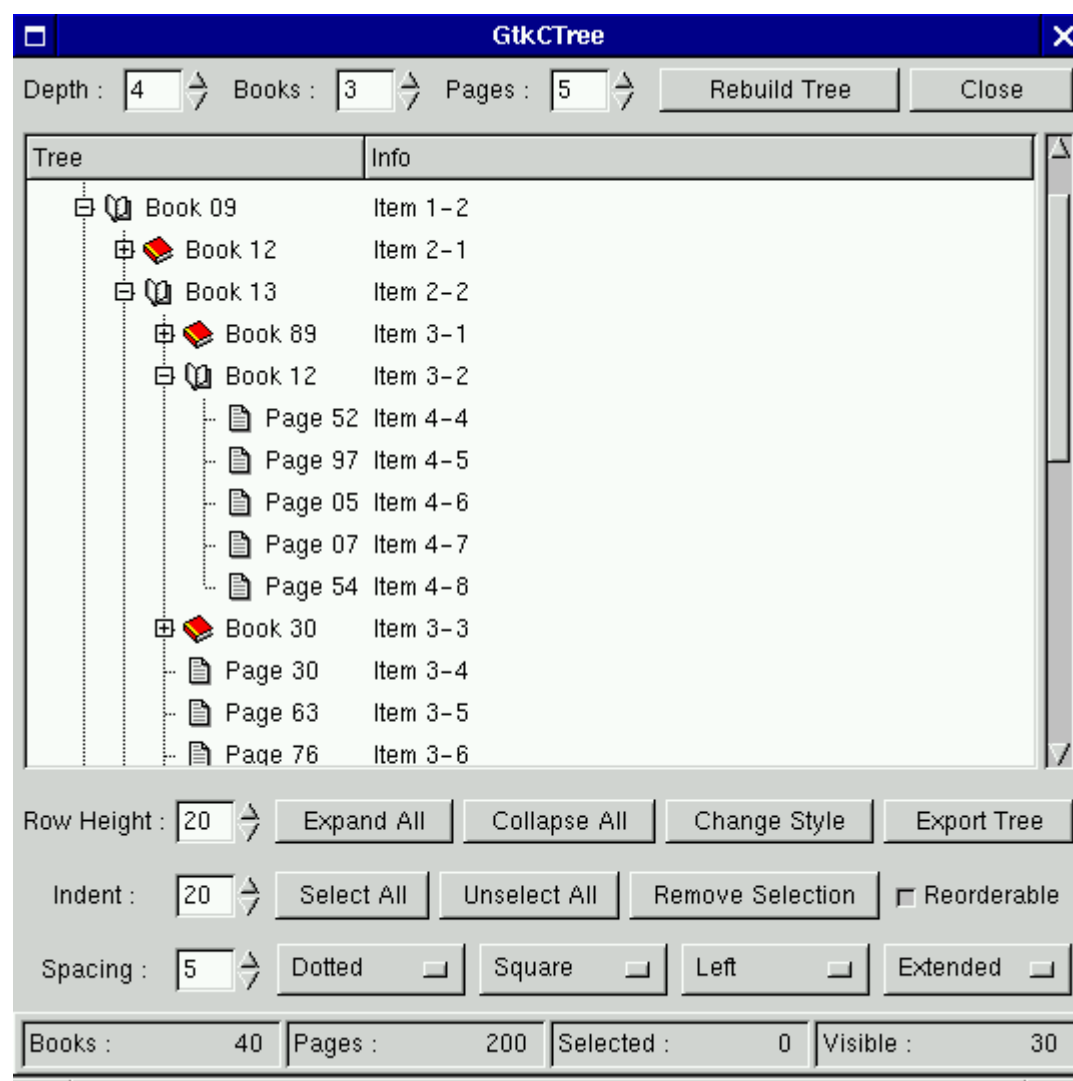 GtkCTree
Depth : 4 Books : 3 Pages : 5 Rebuild Tree Close
Tree Info
Book 09 Item 1-2
Book 12 Item 2-1
Book 13 Item 2-2
Book 89 Item 3-1
Book 12 Item 3-2
Page 52 Item 4-4
Page 97 Item 4-5
Page 05 Item 4-6
Page 07 Item 4-7
Page 54 Item 4-8
Book 30 Item 3-3
Page 30 Item 3-4
Page 63 Item 3-5
Page 76 Item 3-6
Row Height : 20 Expand All Collapse All Change Style Export Tree
Indent : 20 Select All Unselect All Remove Selection Reorderable
Spacing : 5 Dotted Square Left Extended
Books : 40 Pages : 200 Selected : 0 Visible : 30